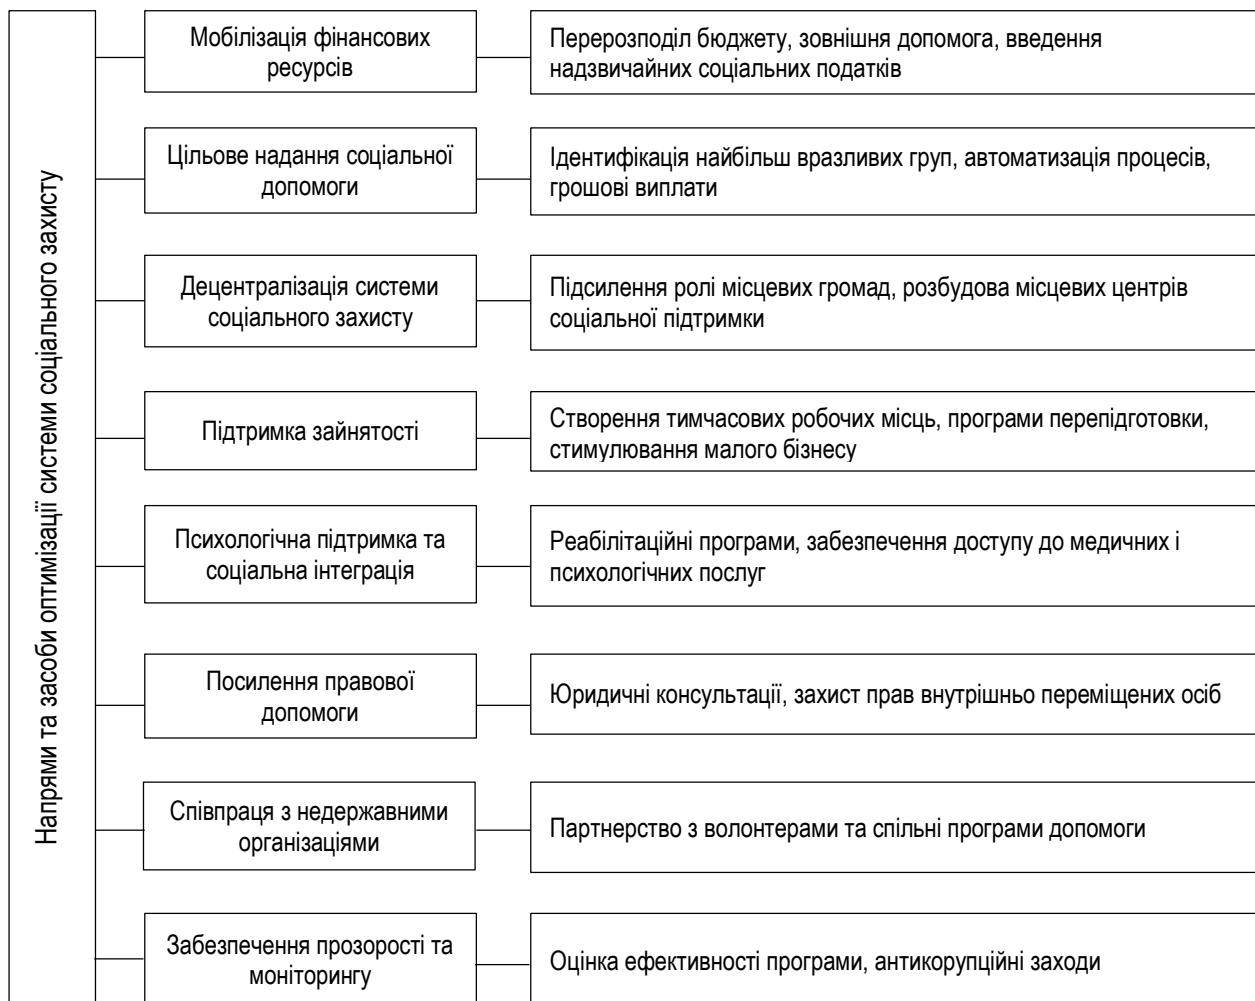 Напрями та засоби оптимізації системи соціального захисту
Мобілізація фінансових
ресурсів
Перерозподіл бюджету, зовнішня допомога, введення
надзвичайних соціальних податків
Цільове надання соціальної
допомоги
Ідентифікація найбільш вразливих груп, автоматизація процесів,
грошові виплати
Децентралізація системи
соціального захисту
Підсилення ролі місцевих громад, розбудова місцевих центрів
соціальної підтримки
Підтримка зайнятості
Створення тимчасових робочих місць, програми перепідготовки,
стимулювання малого бізнесу
Психологічна підтримка та
соціальна інтеграція
Реабілітаційні програми, забезпечення доступу до медичних і
психологічних послуг
Посилення правової
допомоги
Юридичні консультації, захист прав внутрішньо переміщених осіб
Співпраця з недержавними
організаціями
Партнерство з волонтерами та спільні програми допомоги
Забезпечення прозорості та
моніторингу
Оцінка ефективності програми, антикорупційні заходи